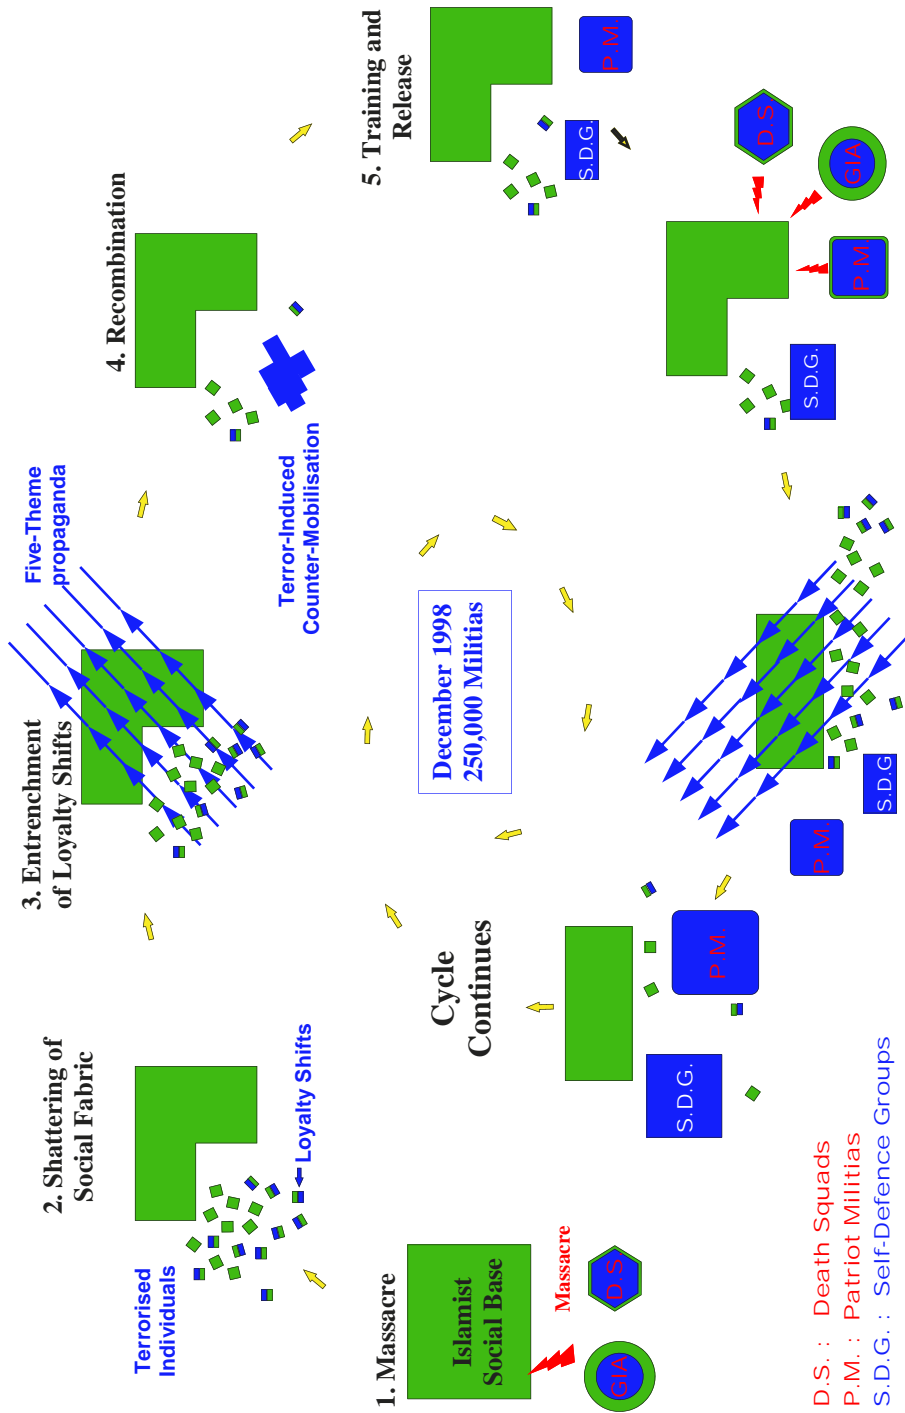 1. Massacre
Islamist
Social Base
Massacre
GIA
D.S.
2. Shattering of
Social Fabric
Terrorised
Individuals
Loyalty Shifts
3. Entrenchment
of Loyalty Shifts
Five-Theme
propaganda
4. Recombination
Terror-Induced
Counter-Mobilisation
5. Training and
Release
S.D.G.
P.M.
D.S.
GIA
P.M.
S.D.G.
S.D.G
P.M.
P.M.
S.D.G.
Cycle
Continues
December 1998
250,000 Militias
D.S. : Death Squads
P.M. : Patriot Militias
S.D.G. : Self-Defence Groups